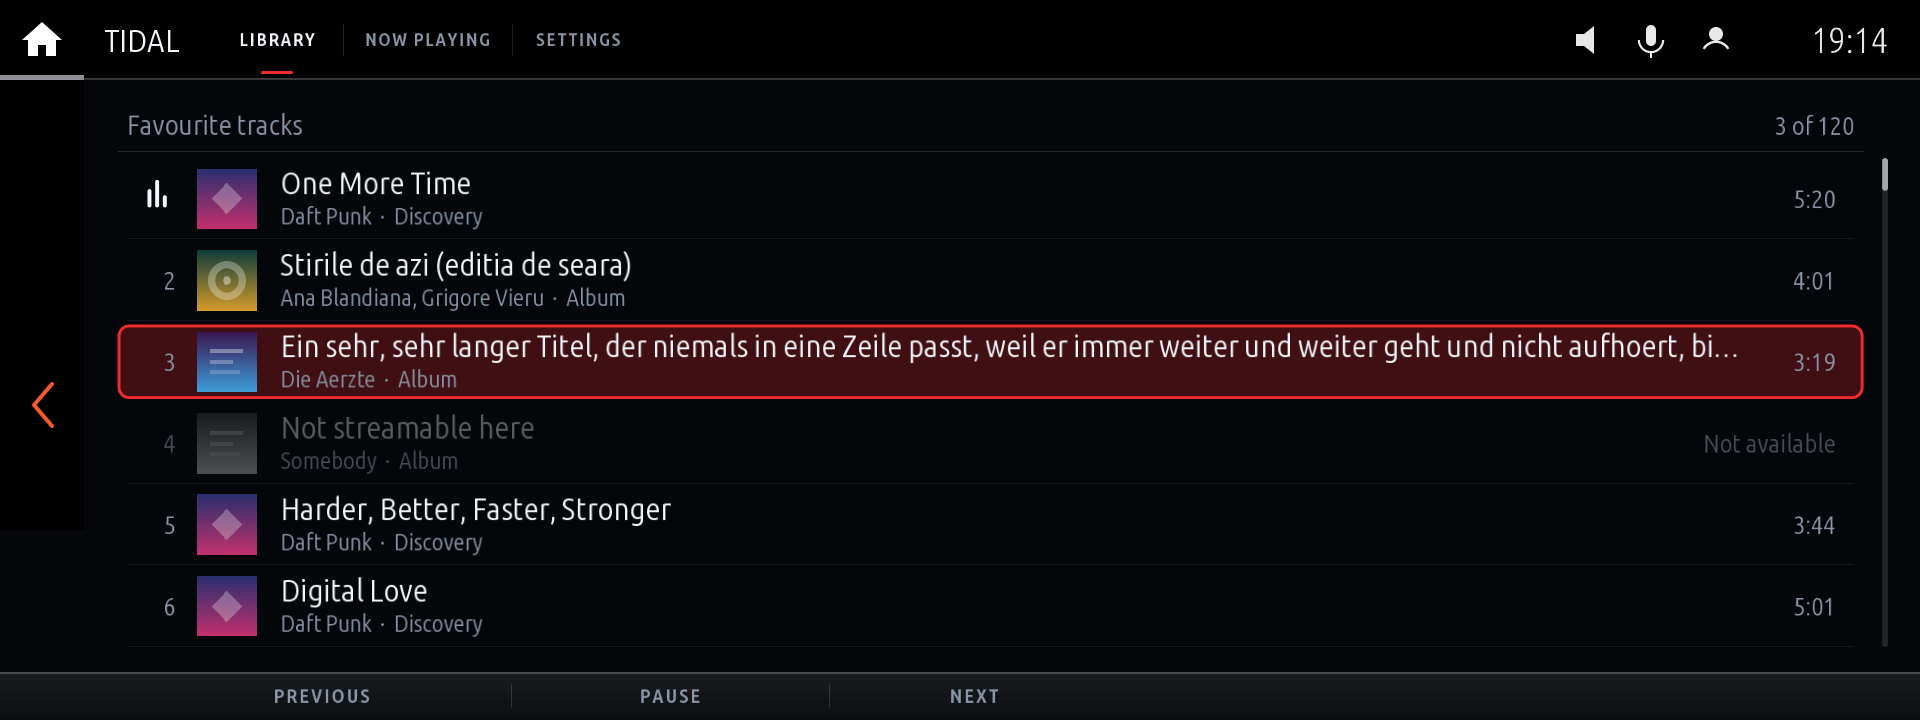 TIDAL
LIBRARY
NOW PLAYING
SETTINGS
19:14
Favourite tracks
3 of 120
One More Time
Daft Punk · Discovery
5:20
2
Stirile de azi (editia de seara)
Ana Blandiana, Grigore Vieru · Album
4:01
3
Ein sehr, sehr langer Titel, der niemals in eine Zeile passt, weil er immer weiter und weiter geht und nicht aufhoert, bi…
Die Aerzte · Album
3:19
4
Not streamable here
Somebody · Album
Not available
5
Harder, Better, Faster, Stronger
Daft Punk · Discovery
3:44
6
Digital Love
Daft Punk · Discovery
5:01
PREVIOUS
PAUSE
NEXT